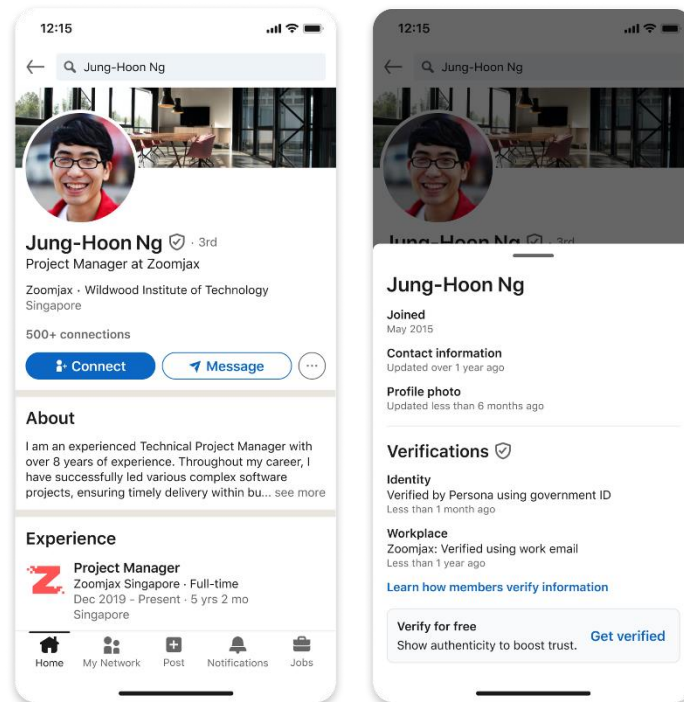 12:15
Jung-Hoon Ng
Jung-Hoon Ng · 3rd
Project Manager at Zoomjax
Zoomjax · Wildwood Institute of Technology
Singapore
500+ connections
Connect
Message
About
I am an experienced Technical Project Manager with
over 8 years of experience. Throughout my career, I
have successfully led various complex software
projects, ensuring timely delivery within bu... see more
Experience
Project Manager
Zoomjax Singapore · Full-time
Dec 2019 - Present · 5 yrs 2 mo
Singapore
Home
My Network
Post
Notifications
Jobs
12:15
Jung-Hoon Ng
Jung-Hoon Ng · 3rd
Jung-Hoon Ng
Joined
May 2015
Contact information
Updated over 1 year ago
Profile photo
Updated less than 6 months ago
Verifications
Identity
Verified by Persona using government ID
Less than 1 month ago
Workplace
Zoomjax: Verified using work email
Less than 1 year ago
Learn how members verify information
Verify for free
Show authenticity to boost trust.
Get verified